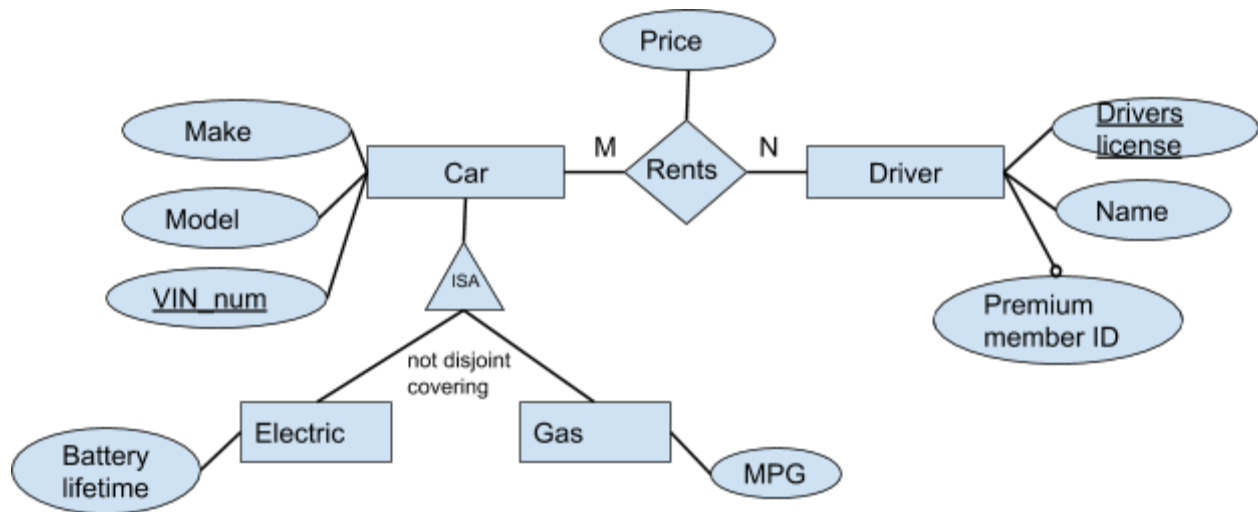 Price
Make
Drivers
license
M
N
Car
Rents
Driver
Model
Name
ISA
VIN_num
Premium
member ID
not disjoint
covering
Electric
Gas
Battery
lifetime
MPG